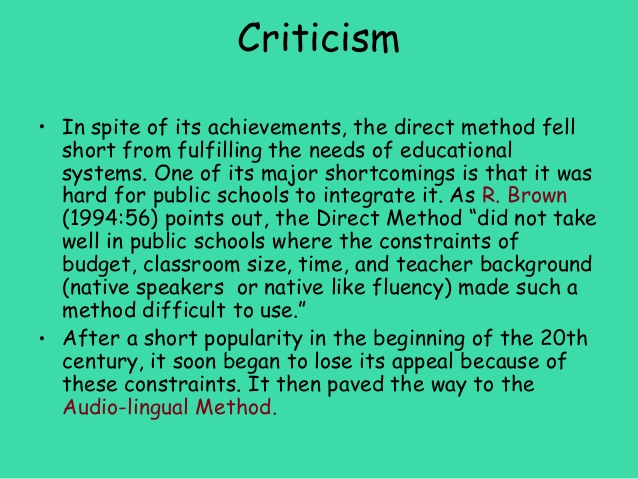 Criticism
• In spite of its achievements, the direct method fell
short from fulfilling the needs of educational
systems. One of its major shortcomings is that it was
hard for public schools to integrate it. As R. Brown
(1994:56) points out, the Direct Method “did not take
well in public schools where the constraints of
budget, classroom size, time, and teacher background
(native speakers or native like fluency) made such a
method difficult to use.”
• After a short popularity in the beginning of the 20th
century, it soon began to lose its appeal because of
these constraints. It then paved the way to the
Audio-lingual Method.